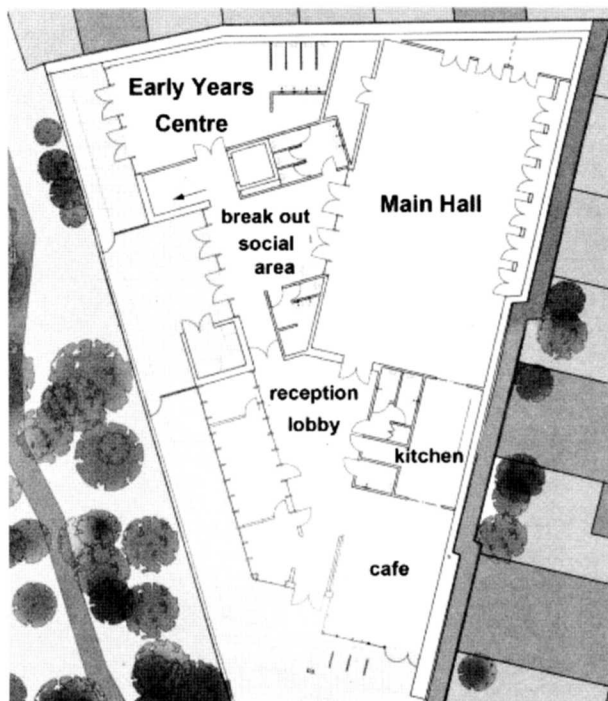 Early Years
Centre
Main Hall
break out
social
area
reception
lobby
kitchen
cafe